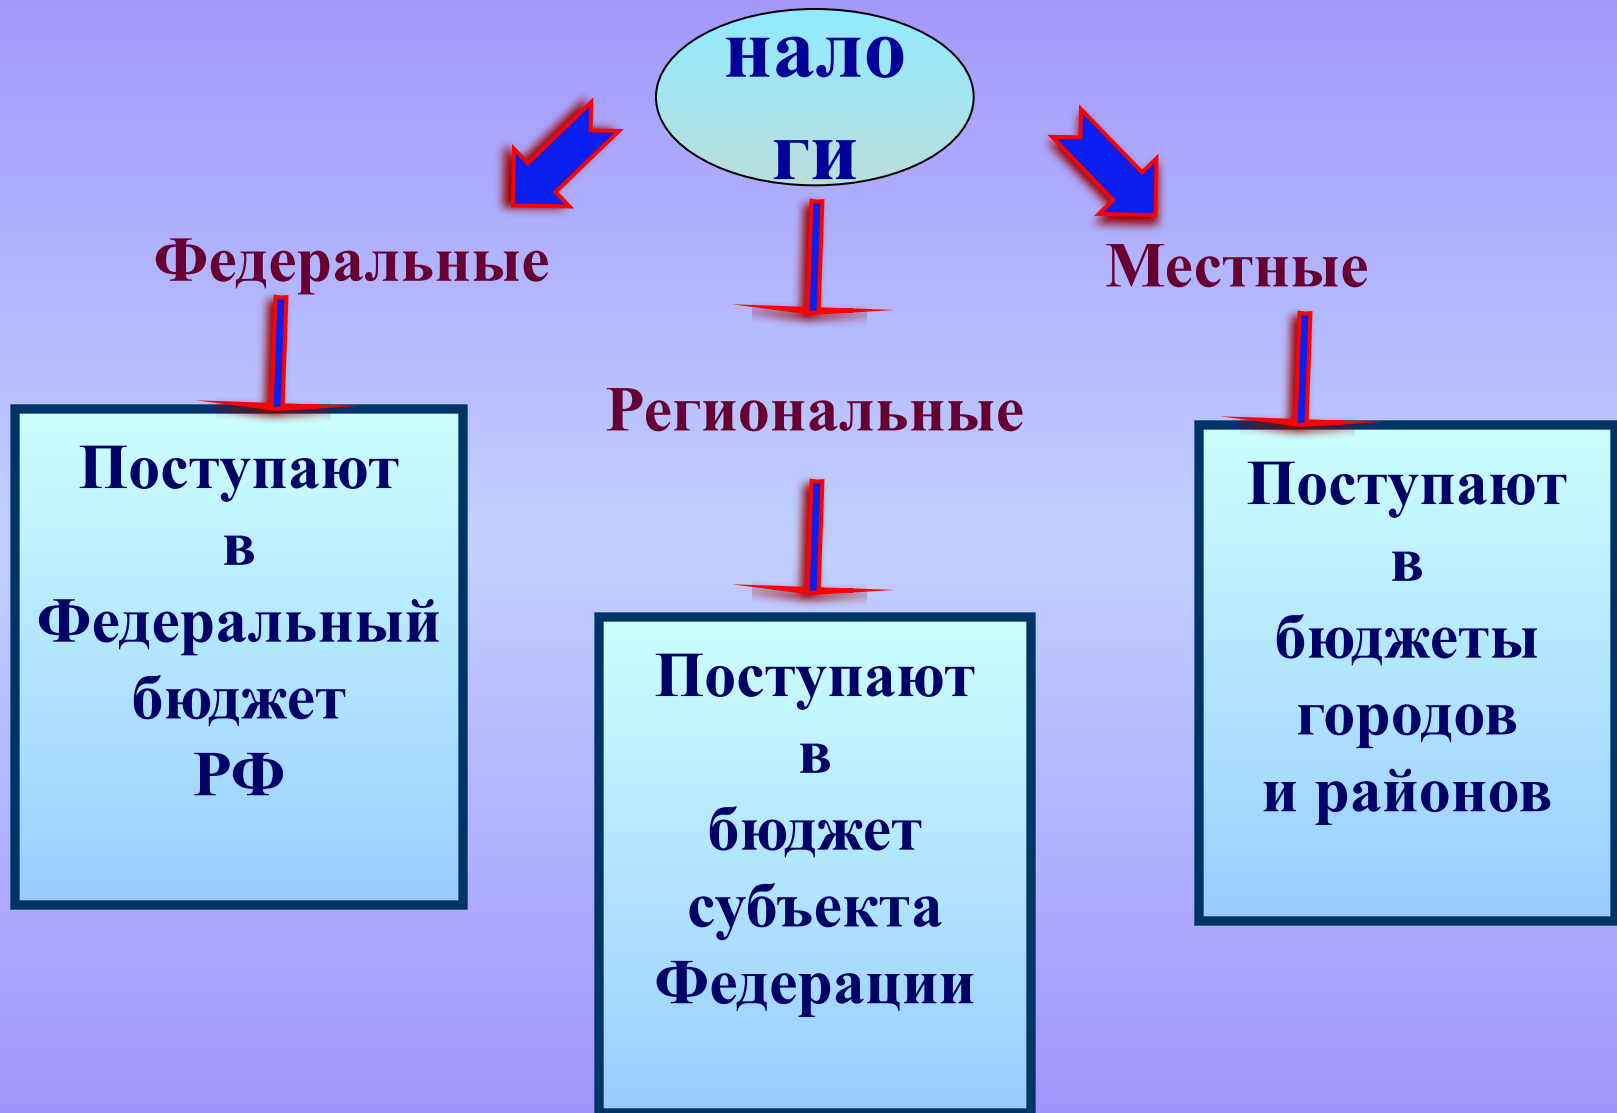 нало
ги
Федеральные
Местные
Региональные
Поступают
в
Федеральный
бюджет
РФ
Поступают
в
бюджет
субъекта
Федерации
Поступают
в
бюджеты
городов
и районов